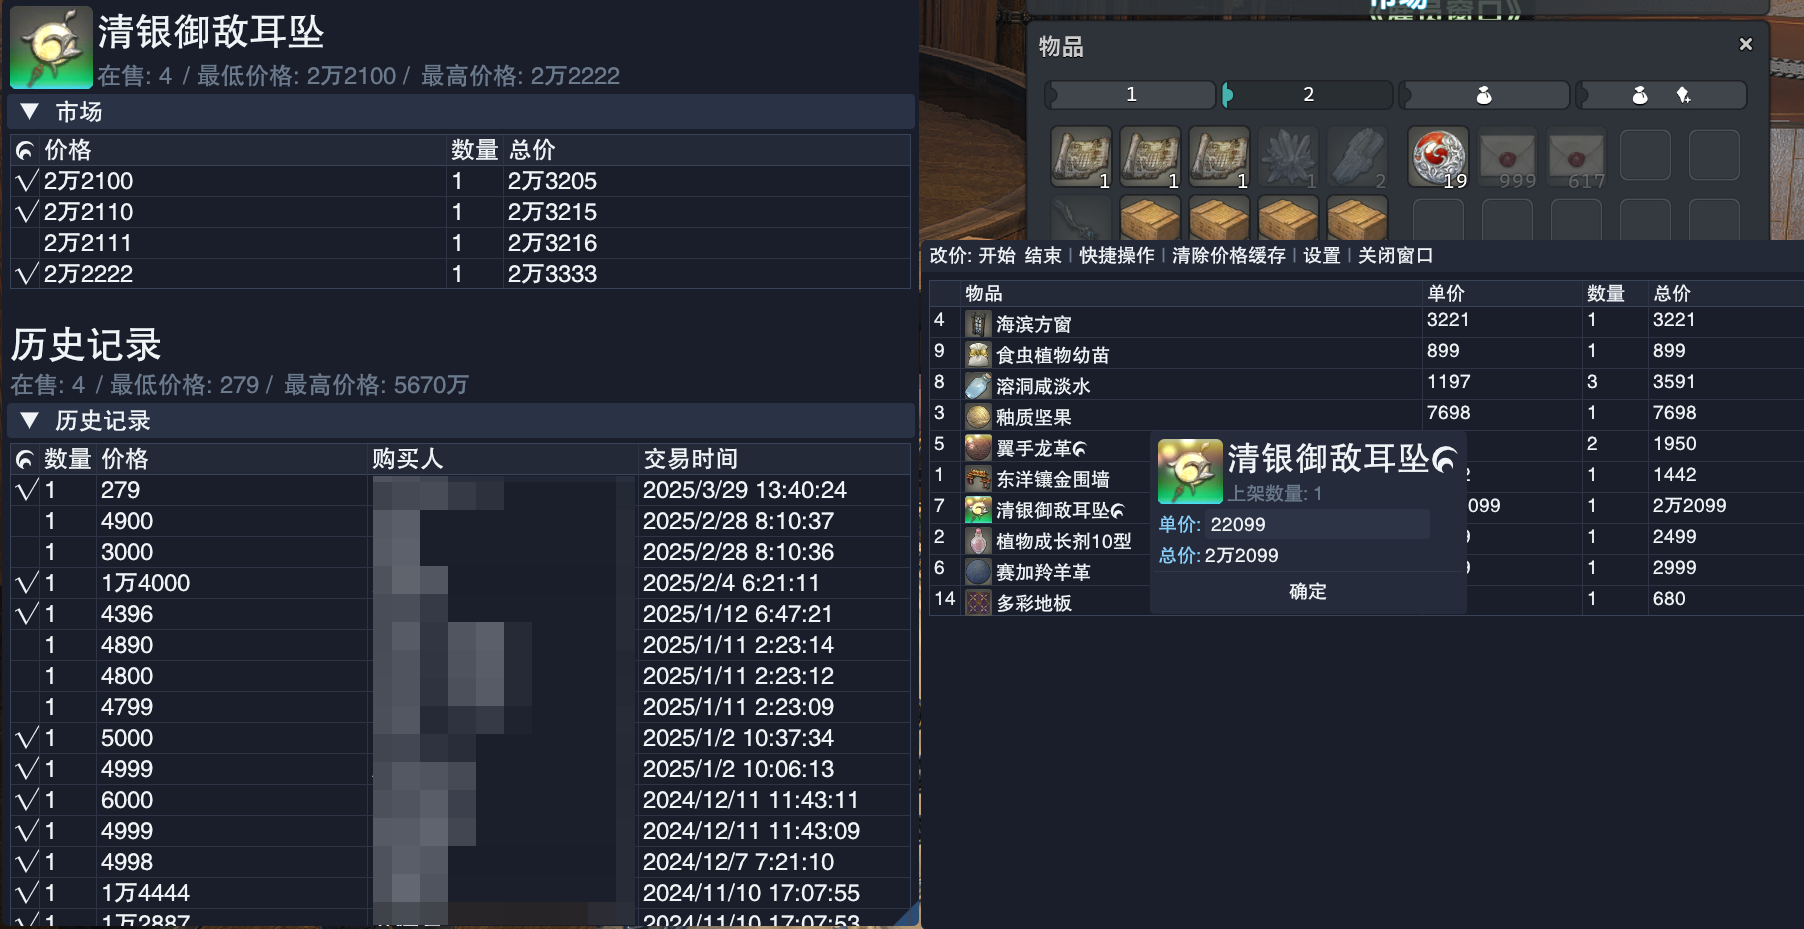 清银御敌耳坠
在售: 4 / 最低价格: 2万2100 / 最高价格: 2万2222
▼ 市场
价格 数量 总价
√ 2万2100 1 2万3205
√ 2万2110 1 2万3215
2万2111 1 2万3216
√ 2万2222 1 2万3333
历史记录
在售: 4 / 最低价格: 279 / 最高价格: 5670万
▼ 历史记录
数量 价格 购买人 交易时间
√ 1 279 2025/3/29 13:40:24
1 4900 2025/2/28 8:10:37
1 3000 2025/2/28 8:10:36
√ 1 1万4000 2025/2/4 6:21:11
√ 1 4396 2025/1/12 6:47:21
1 4890 2025/1/11 2:23:14
1 4800 2025/1/11 2:23:12
1 4799 2025/1/11 2:23:09
√ 1 5000 2025/1/2 10:37:34
√ 1 4999 2025/1/2 10:06:13
√ 1 6000 2024/12/11 11:43:11
√ 1 4999 2024/12/11 11:43:09
√ 1 4998 2024/12/7 7:21:10
√ 1 1万4444 2024/11/10 17:07:55
√ 1 1万2887 2024/11/10 17:07:53
市场
物品
1 2
1 1 1 1 2 19 999 617
改价: 开始 结束 | 快捷操作 | 清除价格缓存 | 设置 | 关闭窗口
物品 单价 数量 总价
4 海滨方窗 3221 1 3221
9 食虫植物幼苗 899 1 899
8 溶洞咸淡水 1197 3 3591
3 釉质坚果 7698 1 7698
5 翼手龙革 2 1950
1 东洋镶金围墙 2 1 1442
7 清银御敌耳坠 099 1 2万2099
2 植物成长剂10型 9 1 2499
6 赛加羚羊革 9 1 2999
14 多彩地板 1 680
清银御敌耳坠
上架数量: 1
单价: 22099
总价: 2万2099
确定